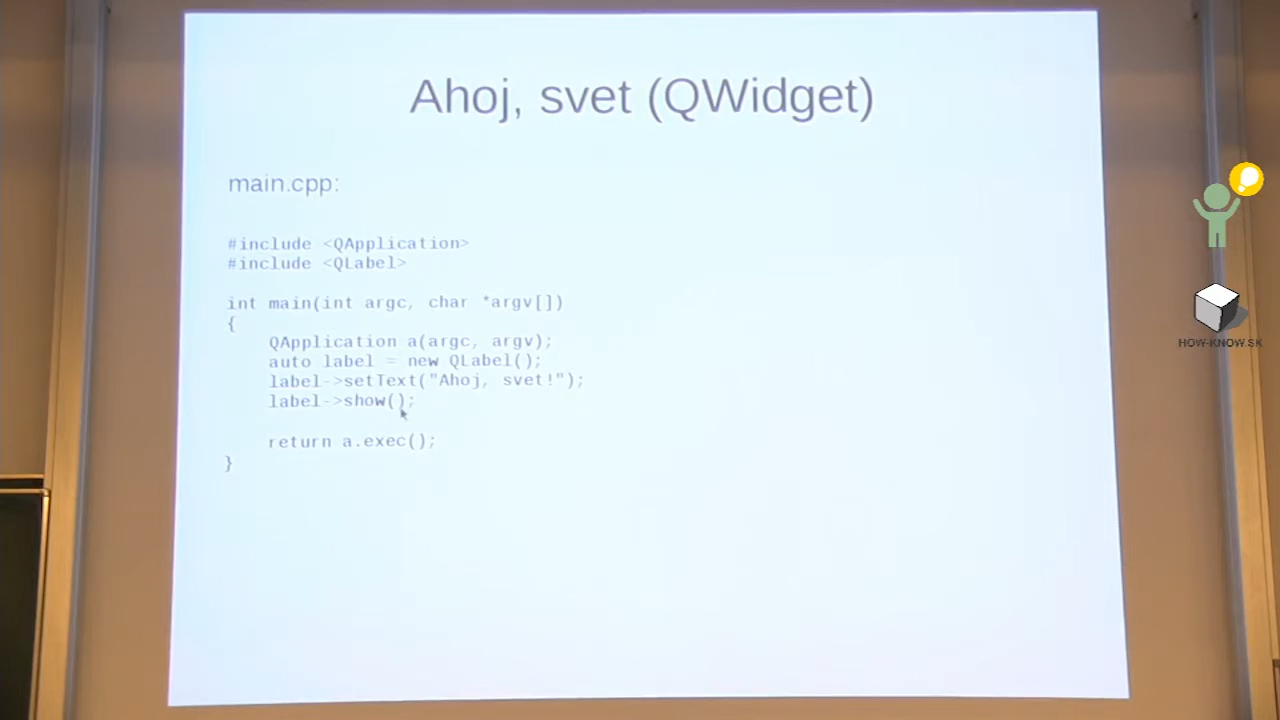 Ahoj, svet (QWidget)
main.cpp:
#include <QApplication>
#include <QLabel>
int main(int argc, char *argv[])
{
    QApplication a(argc, argv);
    auto label = new QLabel();
    label->setText("Ahoj, svet!");
    label->show();
    return a.exec();
}
HOW-KNOW.SK